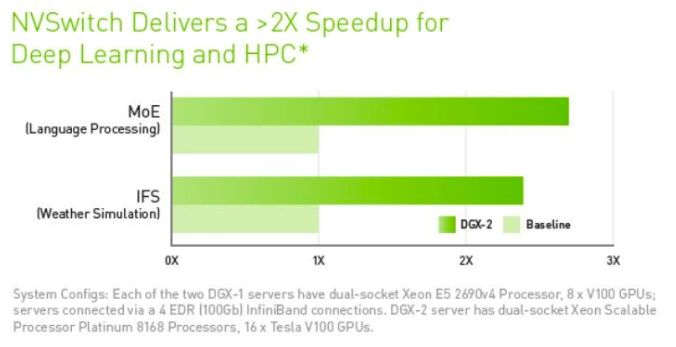 NVSwitch Delivers a >2X Speedup for
Deep Learning and HPC*
MoE
(Language Processing)
IFS
(Weather Simulation)
DGX-2 Baseline
0X 1X 2X 3X
System Configs: Each of the two DGX-1 servers have dual-socket Xeon E5 2690v4 Processor, 8 x V100 GPUs;
servers connected via a 4 EDR (100Gb) InfiniBand connections. DGX-2 server has dual-socket Xeon Scalable
Processor Platinum 8168 Processors, 16 x Tesla V100 GPUs.